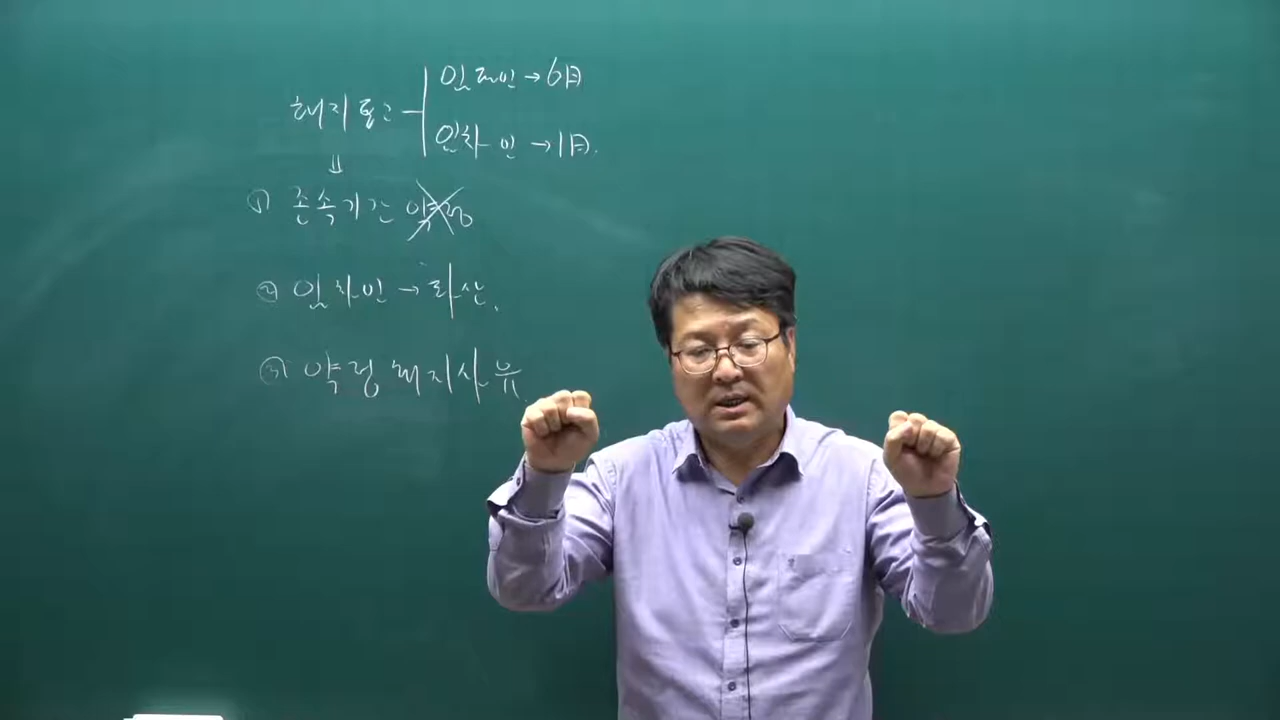 해지통고 임대인 → 6月
임차인 → 1月.
⇓
① 존속기간 약정
② 임차인 → 파산.
③ 약정 해지사유.